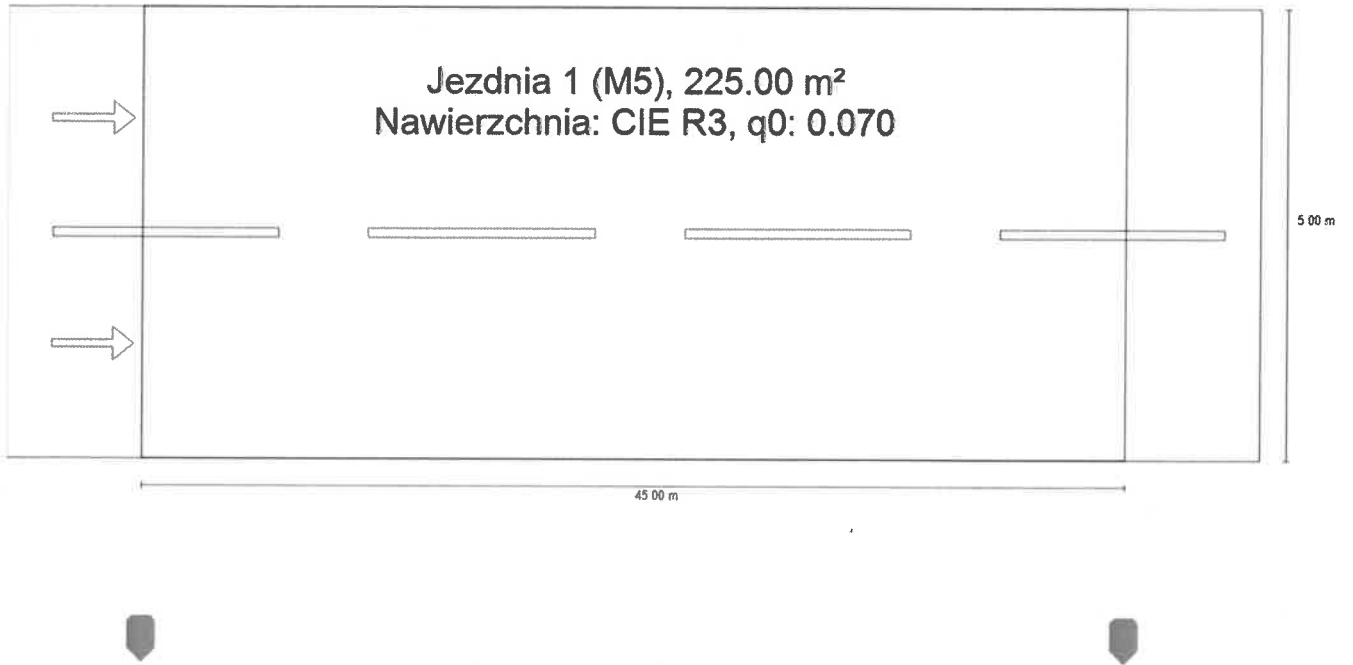 Jezdnia 1 (M5), 225.00 m²
Nawierzchnia: CIE R3, q0: 0.070
5 00 m
45 00 m